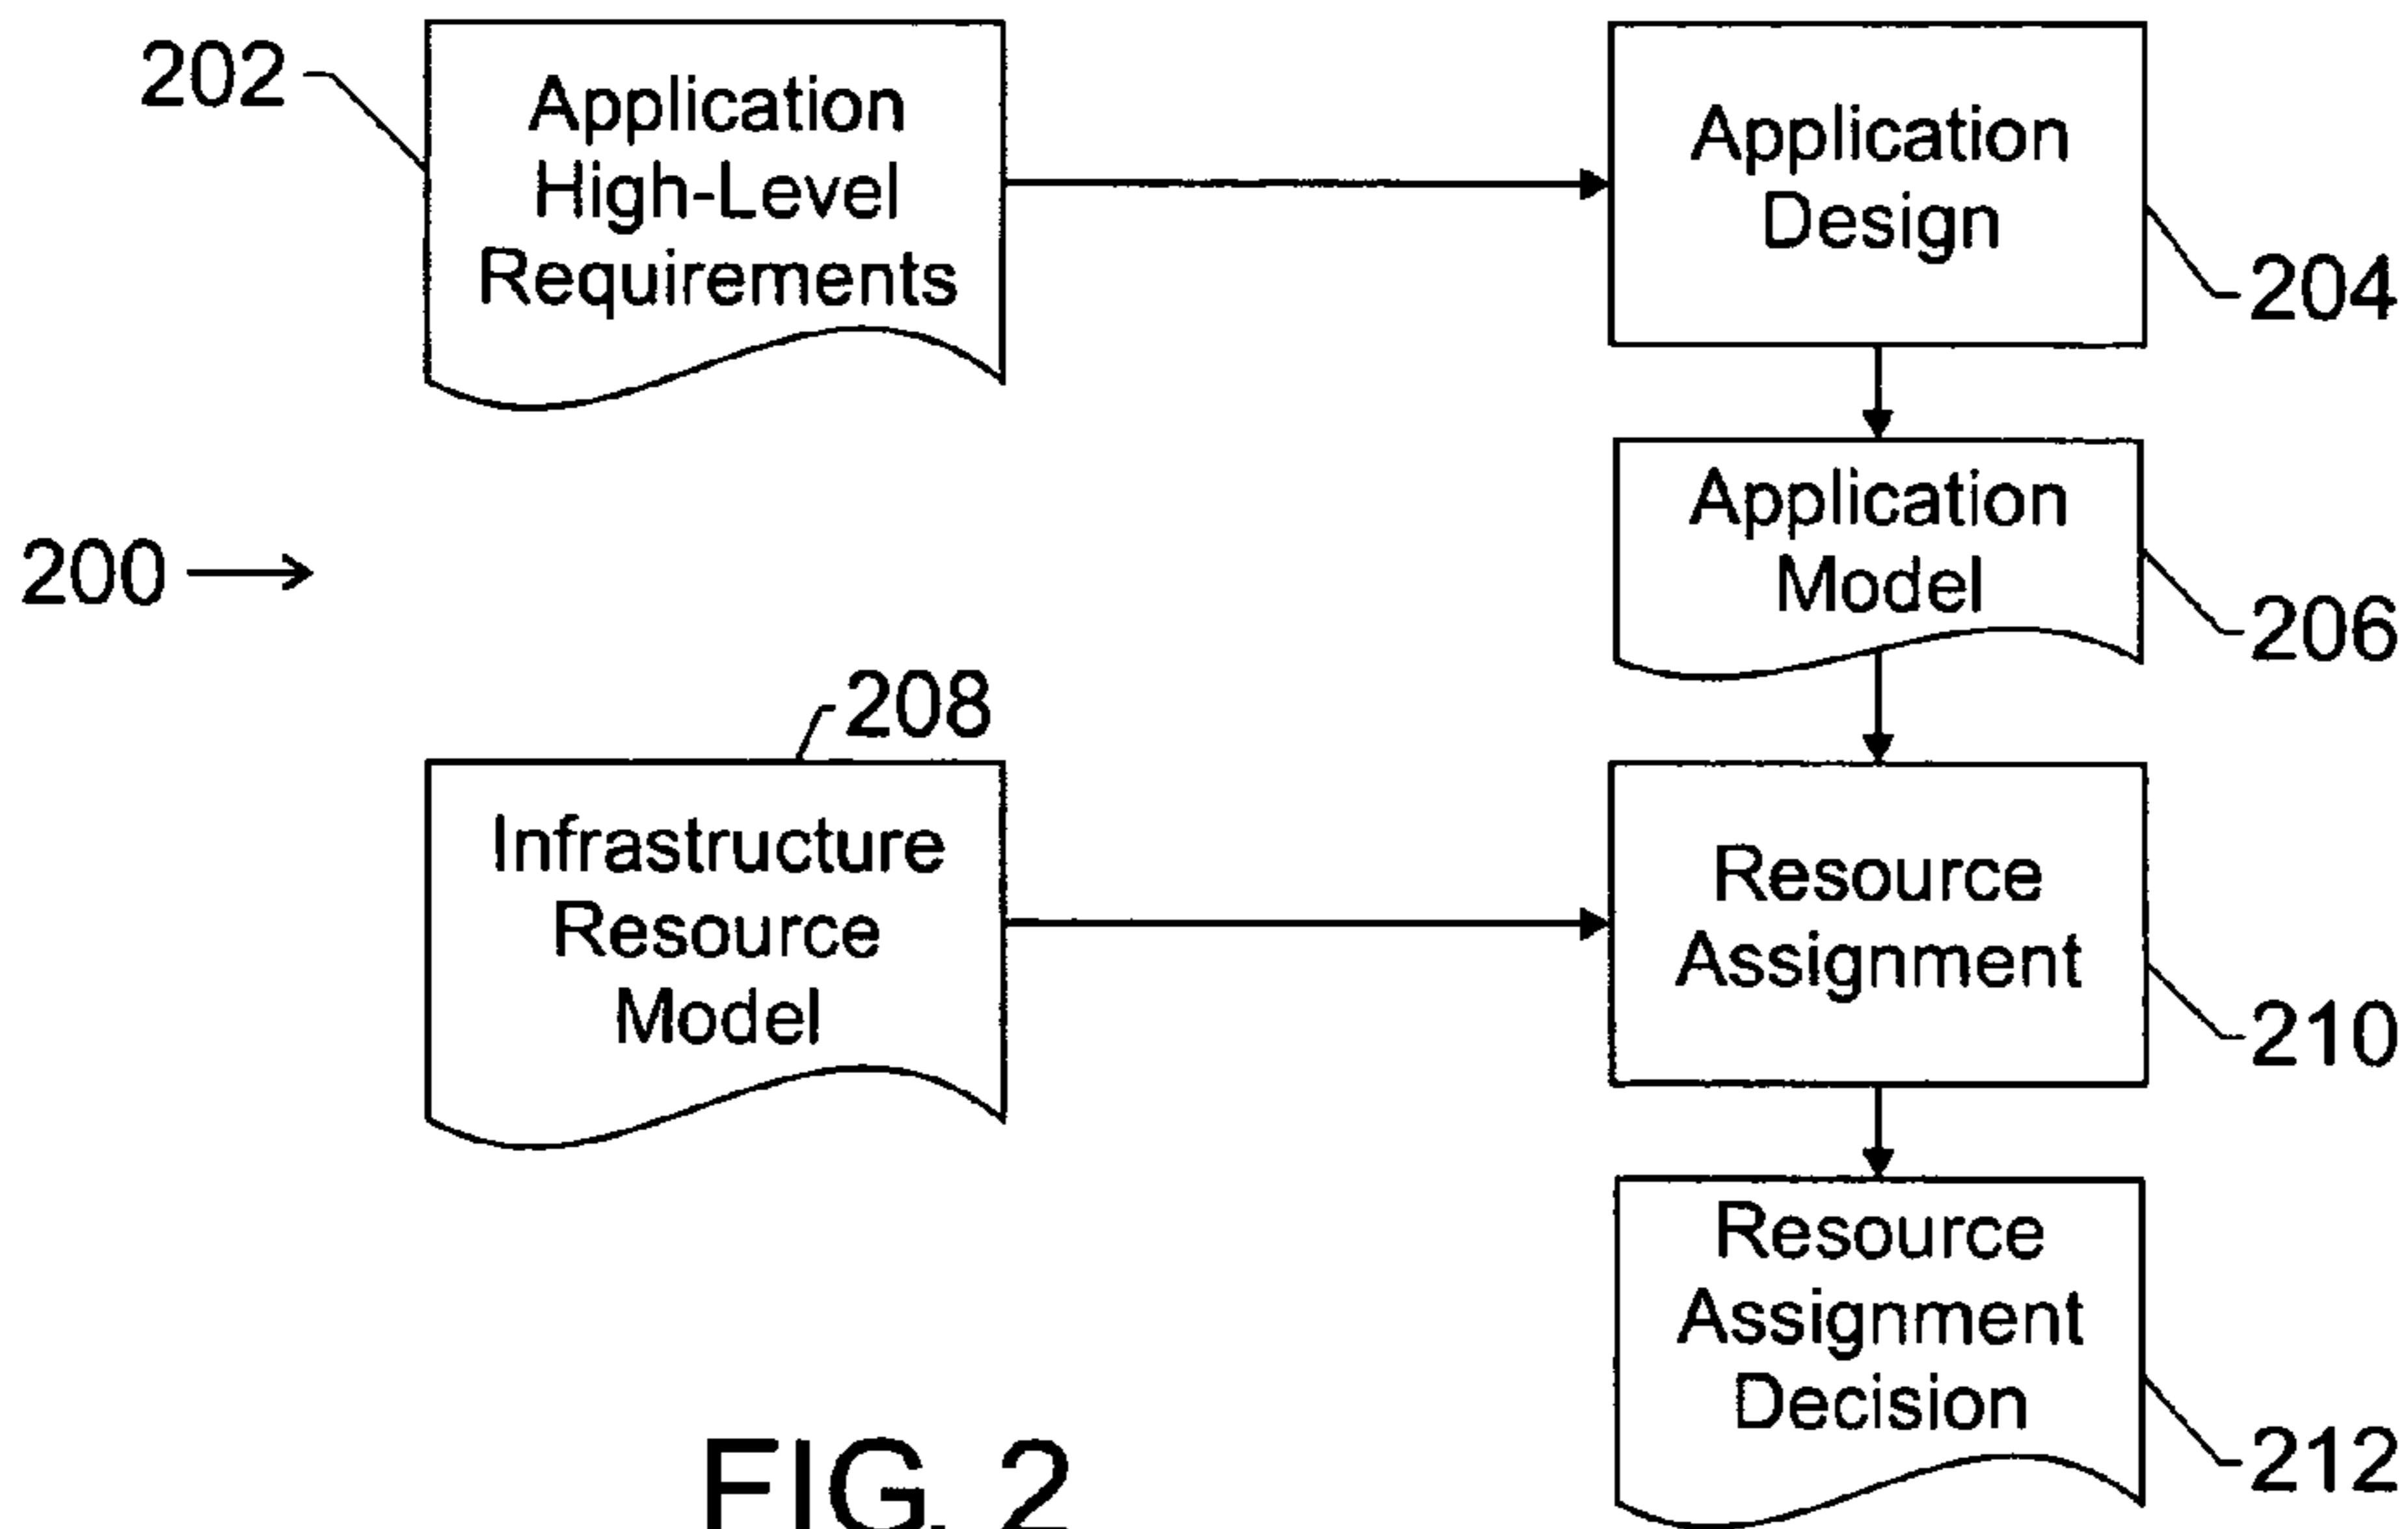 202
Application
High-Level
Requirements
Application
Design
204
200
Application
Model
206
208
Infrastructure
Resource
Model
Resource
Assignment
210
Resource
Assignment
Decision
212
FIG. 2